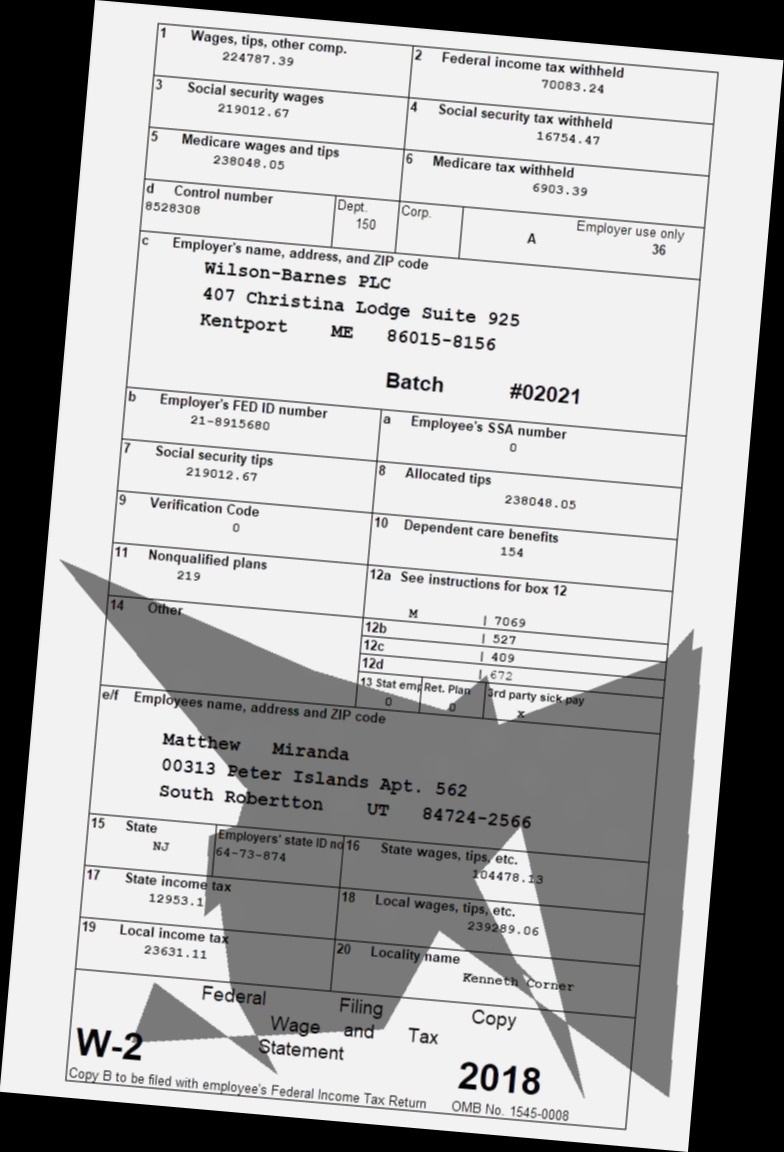 1 Wages, tips, other comp.
224787.39
2 Federal income tax withheld
70083.24
3 Social security wages
219012.67
4 Social security tax withheld
16754.47
5 Medicare wages and tips
238048.05
6 Medicare tax withheld
6903.39
d Control number
8528308
Dept.
150
Corp.
A
Employer use only
36
c Employer's name, address, and ZIP code
Wilson-Barnes PLC
407 Christina Lodge Suite 925
Kentport ME 86015-8156
Batch #02021
b Employer's FED ID number
21-8915680
a Employee's SSA number
0
7 Social security tips
219012.67
8 Allocated tips
238048.05
9 Verification Code
0
10 Dependent care benefits
154
11 Nonqualified plans
219
12a See instructions for box 12
M | 7069
12b | 527
12c | 409
12d | 672
14 Other
13 Stat emp
0
Ret. Plan
0
3rd party sick pay
x
e/f Employees name, address and ZIP code
Matthew Miranda
00313 Peter Islands Apt. 562
South Robertton UT 84724-2566
15 State
NJ
Employers' state ID no
64-73-874
16 State wages, tips, etc.
104478.13
17 State income tax
12953.1
18 Local wages, tips, etc.
239289.06
19 Local income tax
23631.11
20 Locality name
Kenneth Corner
Federal Filing Copy
W-2
Wage and Tax
Statement
2018
Copy B to be filed with employee's Federal Income Tax Return
OMB No. 1545-0008